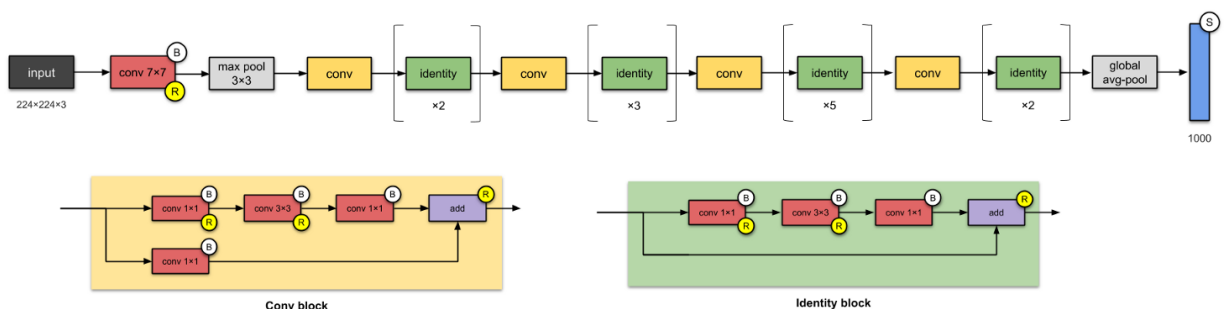 input
224×224×3
B
conv 7×7
R
max pool
3×3
conv
identity
×2
conv
identity
×3
conv
identity
×5
conv
identity
×2
global
avg-pool
S
1000
B
conv 1×1
R
B
conv 3×3
R
B
conv 1×1
R
add
B
conv 1×1
Conv block
B
conv 1×1
R
B
conv 3×3
R
B
conv 1×1
R
add
Identity block